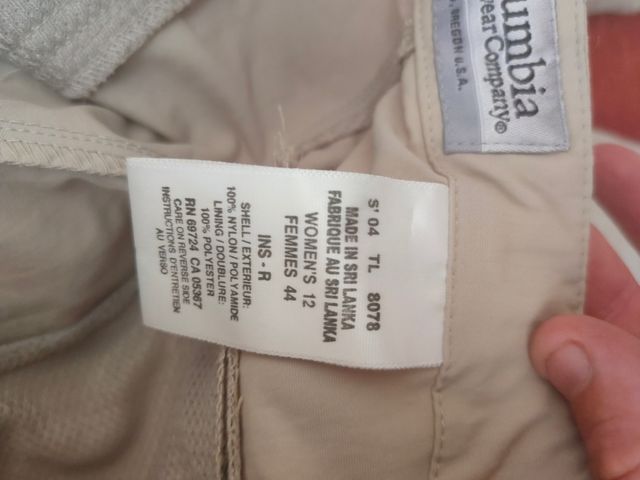 umbia
wear Company®
, OREGON U.S.A.
S' 04 TL 8078
MADE IN SRI LANKA
FABRIQUE AU SRI LANKA
WOMEN'S 12
FEMMES 44
INS - R
SHELL / EXTERIEUR:
100% NYLON / POLYAMIDE
LINING / DOUBLURE:
100% POLYESTER
RN 69724 CA 05367
CARE ON REVERSE SIDE
INSTRUCTIONS D'ENTRETIEN
AU VERSO